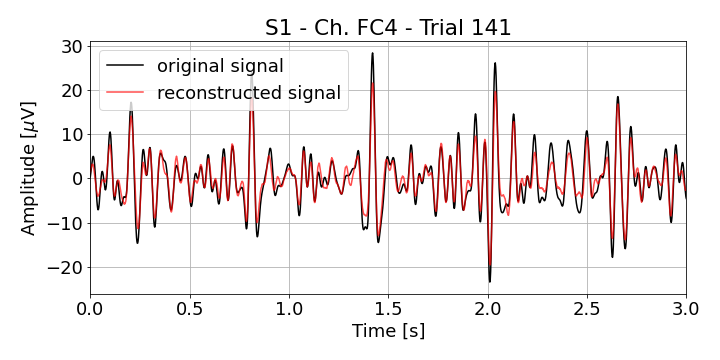 S1 - Ch. FC4 - Trial 141
original signal
reconstructed signal
Amplitude [μV]
30
20
10
0
−10
−20
0.0 0.5 1.0 1.5 2.0 2.5 3.0
Time [s]